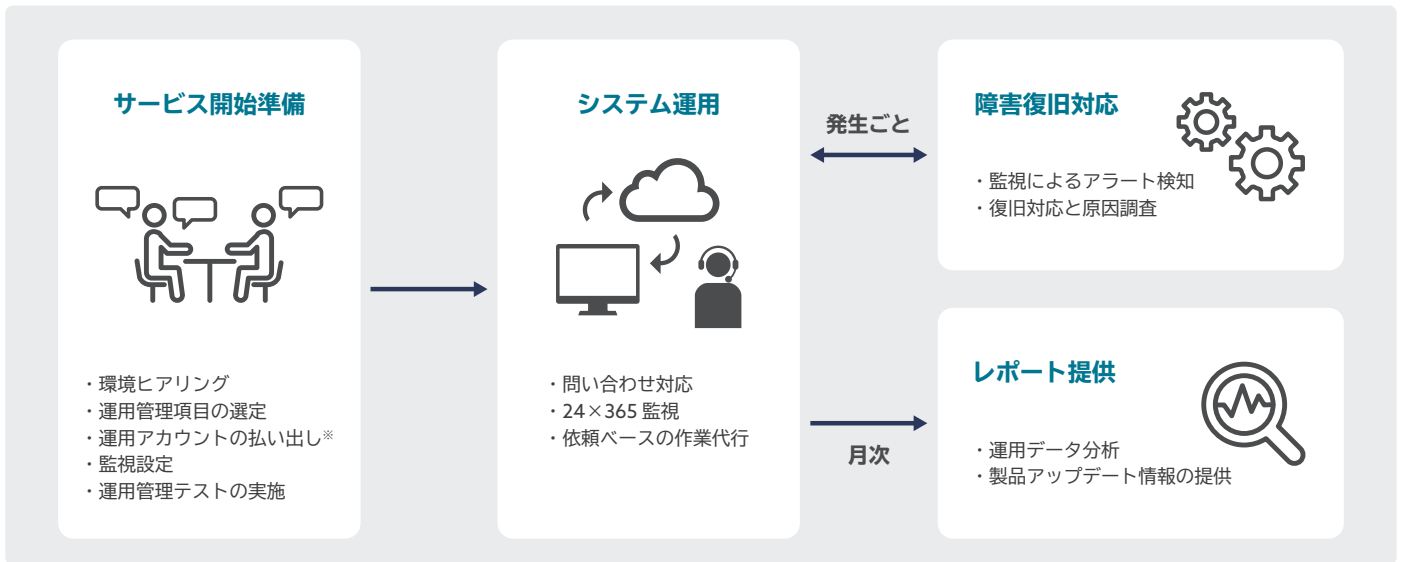 サービス開始準備
・環境ヒアリング
・運用管理項目の選定
・運用アカウントの払い出し※
・監視設定
・運用管理テストの実施
システム運用
・問い合わせ対応
・24×365 監視
・依頼ベースの作業代行
発生ごと
障害復旧対応
・監視によるアラート検知
・復旧対応と原因調査
月次
レポート提供
・運用データ分析
・製品アップデート情報の提供